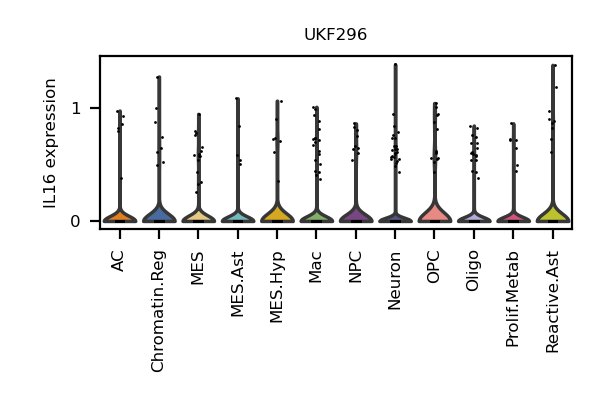 UKF296
IL16 expression
1
0
AC
Chromatin.Reg
MES
MES.Ast
MES.Hyp
Mac
NPC
Neuron
OPC
Oligo
Prolif.Metab
Reactive.Ast